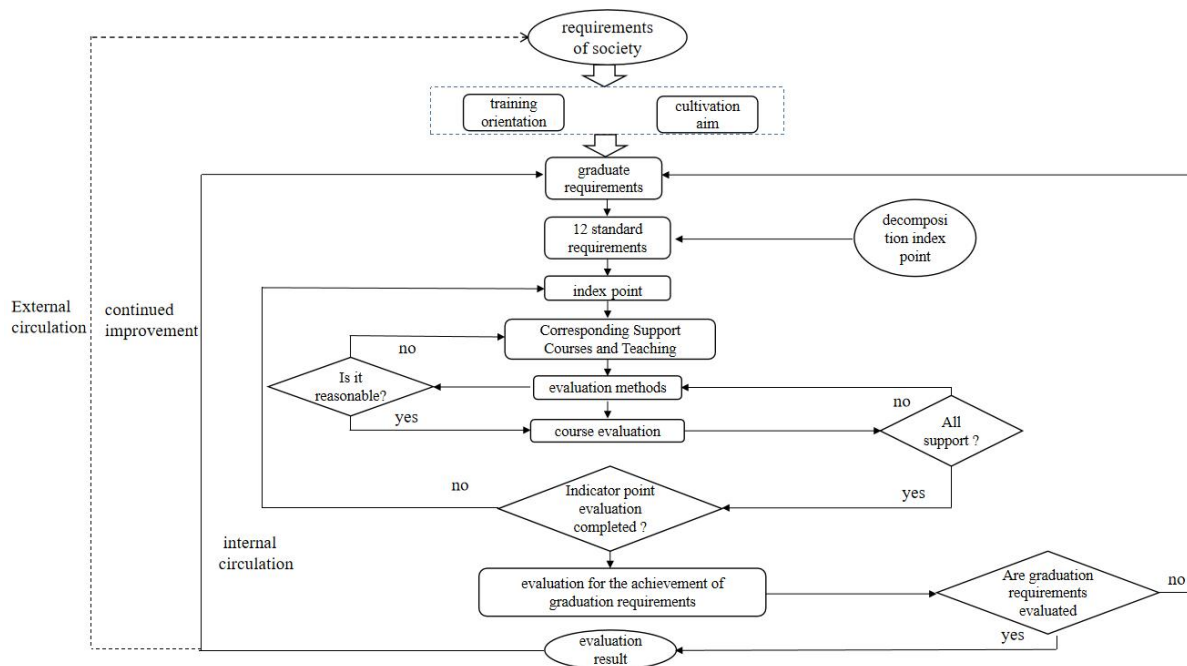 requirements
of society
training
orientation
cultivation
aim
graduate
requirements
12 standard
requirements
decomposi
tion index
point
index point
External
circulation
continued
improvement
Corresponding Support
Courses and Teaching
no
Is it
reasonable?
evaluation methods
no
yes
course evaluation
All
support ?
no
Indicator point
evaluation
completed ?
yes
internal
circulation
evaluation for the achievement of
graduation requirements
Are graduation
requirements
evaluated
no
yes
evaluation
result